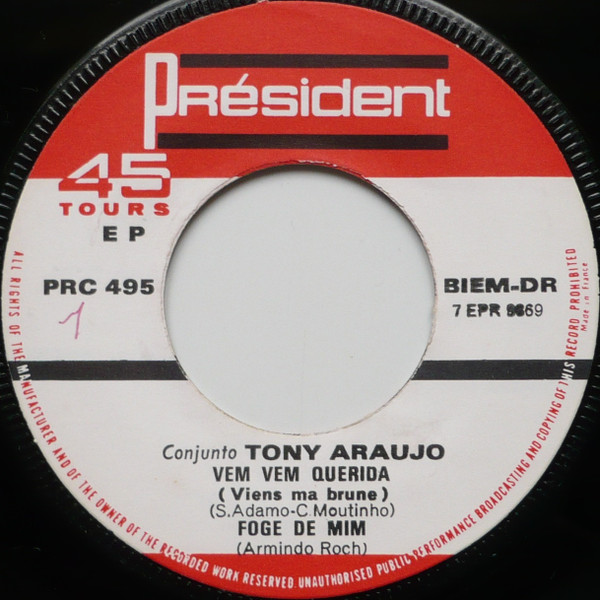 Président
45
TOURS
EP
PRC 495
1
BIEM-DR
7 EPR
Made in France
Conjunto TONY ARAUJO
VEM VEM QUERIDA
(Viens ma brune)
(S.Adamo-C.Moutinho)
FOGE DE MIM
(Armindo Roch)
ALL RIGHTS OF THE MANUFACTURER AND OF THE OWNER OF THE RECORDED WORK RESERVED UNAUTHORISED PUBLIC PERFORMANCE BROADCASTING AND COPYING OF THIS RECORD PROHIBITED